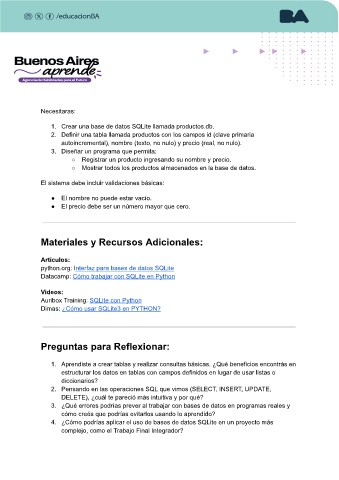 /educacionBA
BA
Buenos Aires
aprende
Agencia de Habilidades para el Futuro
Necesitaras:
1. Crear una base de datos SQLite llamada productos.db.
2. Definir una tabla llamada productos con los campos id (clave primaria
autoincremental), nombre (texto, no nulo) y precio (real, no nulo).
3. Diseñar un programa que permita:
○ Registrar un producto ingresando su nombre y precio.
○ Mostrar todos los productos almacenados en la base de datos.
El sistema debe incluir validaciones básicas:
● El nombre no puede estar vacío.
● El precio debe ser un número mayor que cero.
Materiales y Recursos Adicionales:
Artículos:
python.org: Interfaz para bases de datos SQLite
Datacamp: Cómo trabajar con SQLite en Python
Videos:
Auribox Training: SQLite con Python
Dimas: ¿Cómo usar SQLite3 en PYTHON?
Preguntas para Reflexionar:
1. Aprendiste a crear tablas y realizar consultas básicas. ¿Qué beneficios encontrás en
estructurar los datos en tablas con campos definidos en lugar de usar listas o
diccionarios?
2. Pensando en las operaciones SQL que vimos (SELECT, INSERT, UPDATE,
DELETE), ¿cuál te pareció más intuitiva y por qué?
3. ¿Qué errores podrías prever al trabajar con bases de datos en programas reales y
cómo creés que podrías evitarlos usando lo aprendido?
4. ¿Cómo podrías aplicar el uso de bases de datos SQLite en un proyecto más
complejo, como el Trabajo Final Integrador?